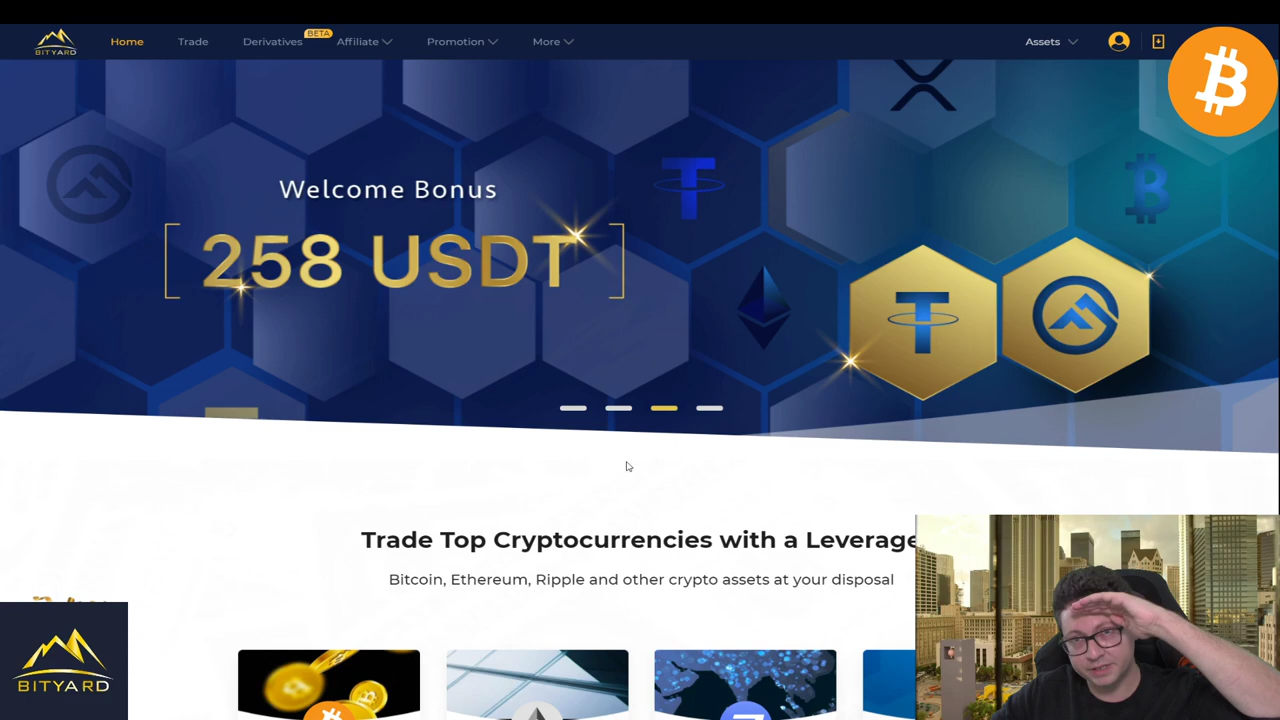 BITYARD
Home
Trade
Derivatives
BETA
Affiliate
Promotion
More
Assets
Welcome Bonus
258 USDT
Trade Top Cryptocurrencies with a Leverage
Bitcoin, Ethereum, Ripple and other crypto assets at your disposal
BITYARD